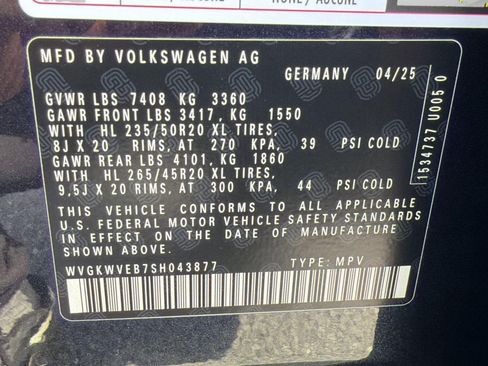 NONE / AUCUNE
MFD BY VOLKSWAGEN AG
GERMANY 04/25
GVWR LBS 7408 KG 3360
GAWR FRONT LBS 3417, KG 1550
WITH HL 235/50R20 XL TIRES,
8J X 20 RIMS, AT 270 KPA, 39 PSI COLD
GAWR REAR LBS 4101, KG 1860
WITH HL 265/45R20 XL TIRES,
9,5J X 20 RIMS, AT 300 KPA, 44 PSI COLD
THIS VEHICLE CONFORMS TO ALL APPLICABLE
U.S. FEDERAL MOTOR VEHICLE SAFETY STANDARDS
IN EFFECT ON THE DATE OF MANUFACTURE
SHOWN ABOVE.
WVGKWVEB7SH043877 TYPE: MPV
1534737 U005 0